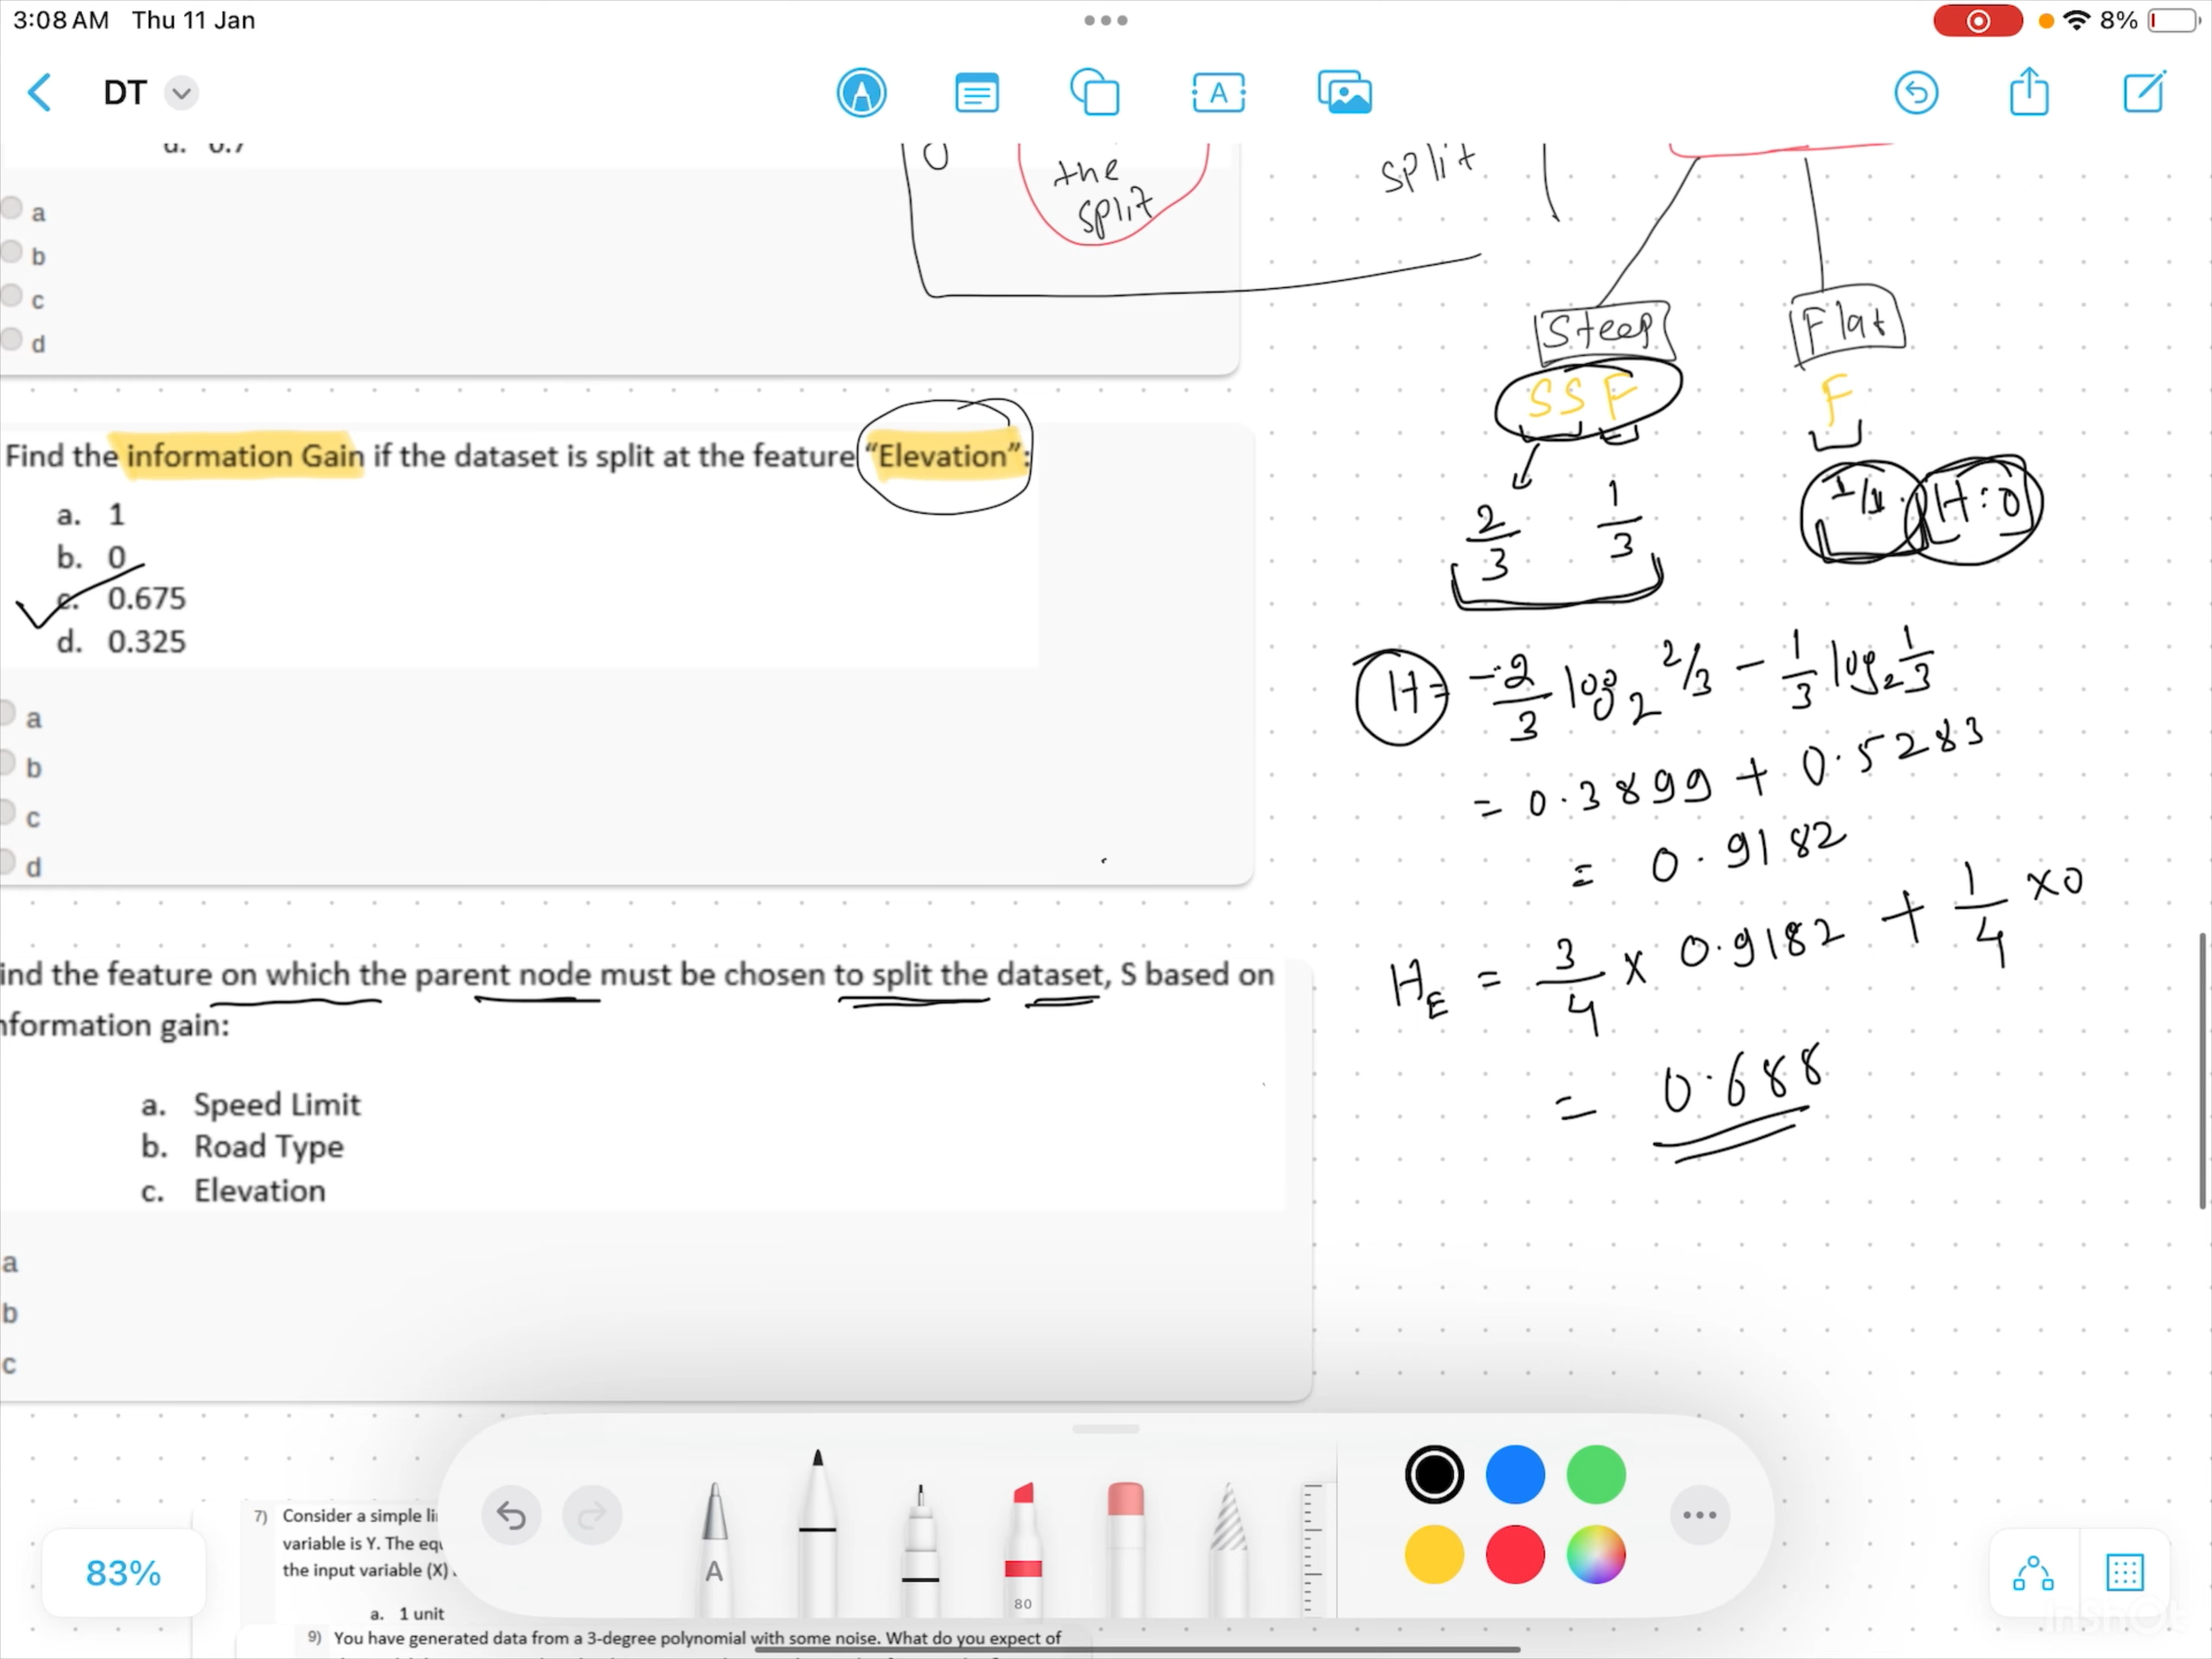 3:08 AM Thu 11 Jan
8%
DT
A
d. 0.7
a
b
c
d
the
split
split
Steep
Flat
SSF
F
2/3
1/3
1/1
H:0
Find the information Gain if the dataset is split at the feature "Elevation":
a. 1
b. 0
c. 0.675
d. 0.325
a
b
c
d
H = -2/3 log2 2/3 - 1/3 log2 1/3
= 0.3899 + 0.5283
= 0.9182
HE = 3/4 x 0.9182 + 1/4 x0
= 0.688
ind the feature on which the parent node must be chosen to split the dataset, S based on
nformation gain:
a. Speed Limit
b. Road Type
c. Elevation
a
b
c
7) Consider a simple li
variable is Y. The equ
the input variable (X)
a. 1 unit
9) You have generated data from a 3-degree polynomial with some noise. What do you expect of
83%
A
80